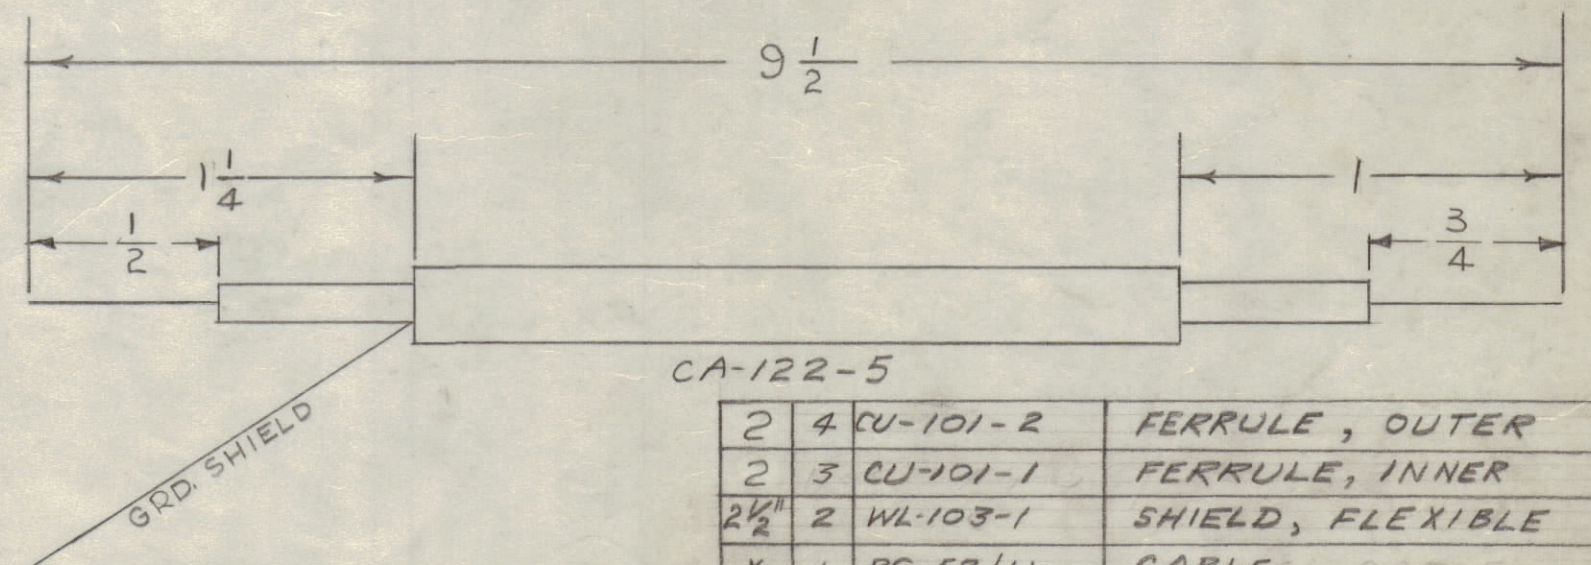 9 1/2
1 1/4
1
1/2
3/4
GRD. SHIELD
CA-122-5
2 4 CU-101-2 FERRULE, OUTER
2 3 CU-101-1 FERRULE, INNER
2 1/2" 2 WL-103-1 SHIELD, FLEXIBLE
CABLE